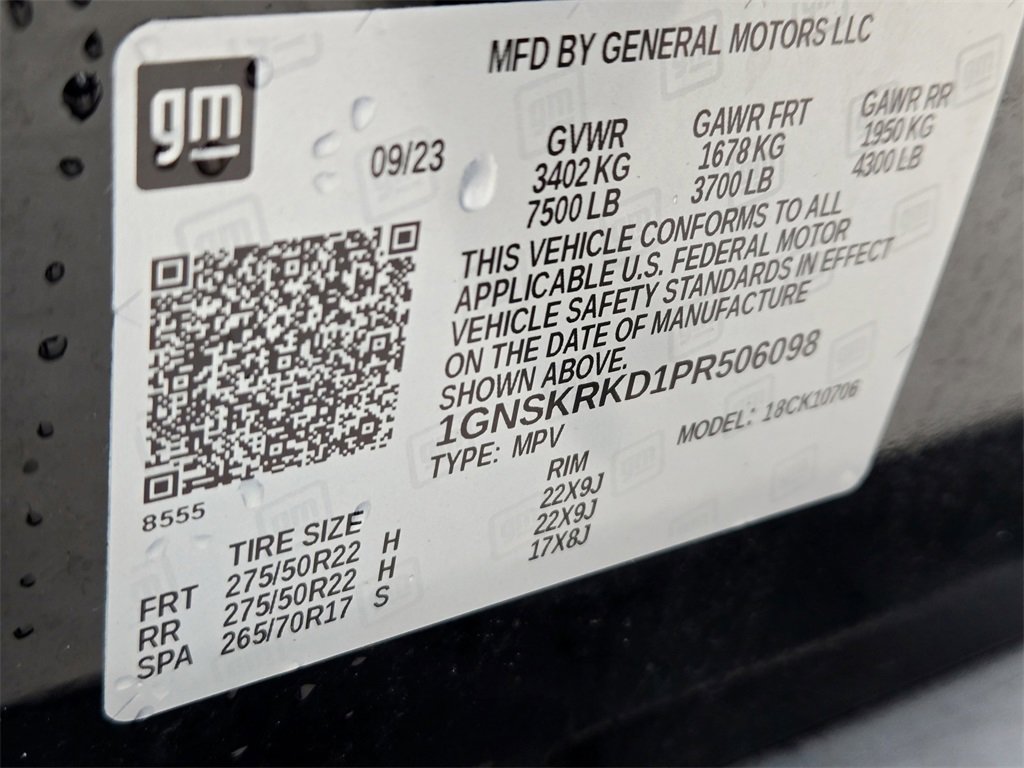 gm
MFD BY GENERAL MOTORS LLC
09/23
GVWR GAWR FRT GAWR RR
3402 KG 1678 KG 1950 KG
7500 LB 3700 LB 4300 LB
THIS VEHICLE CONFORMS TO ALL
APPLICABLE U.S. FEDERAL MOTOR
VEHICLE SAFETY STANDARDS IN EFFECT
ON THE DATE OF MANUFACTURE
SHOWN ABOVE.
1GNSKRKD1PR506098
TYPE: MPV MODEL: 18CK10706
8555
TIRE SIZE RIM
FRT 275/50R22 H 22X9J
RR 275/50R22 H 22X9J
SPA 265/70R17 S 17X8J